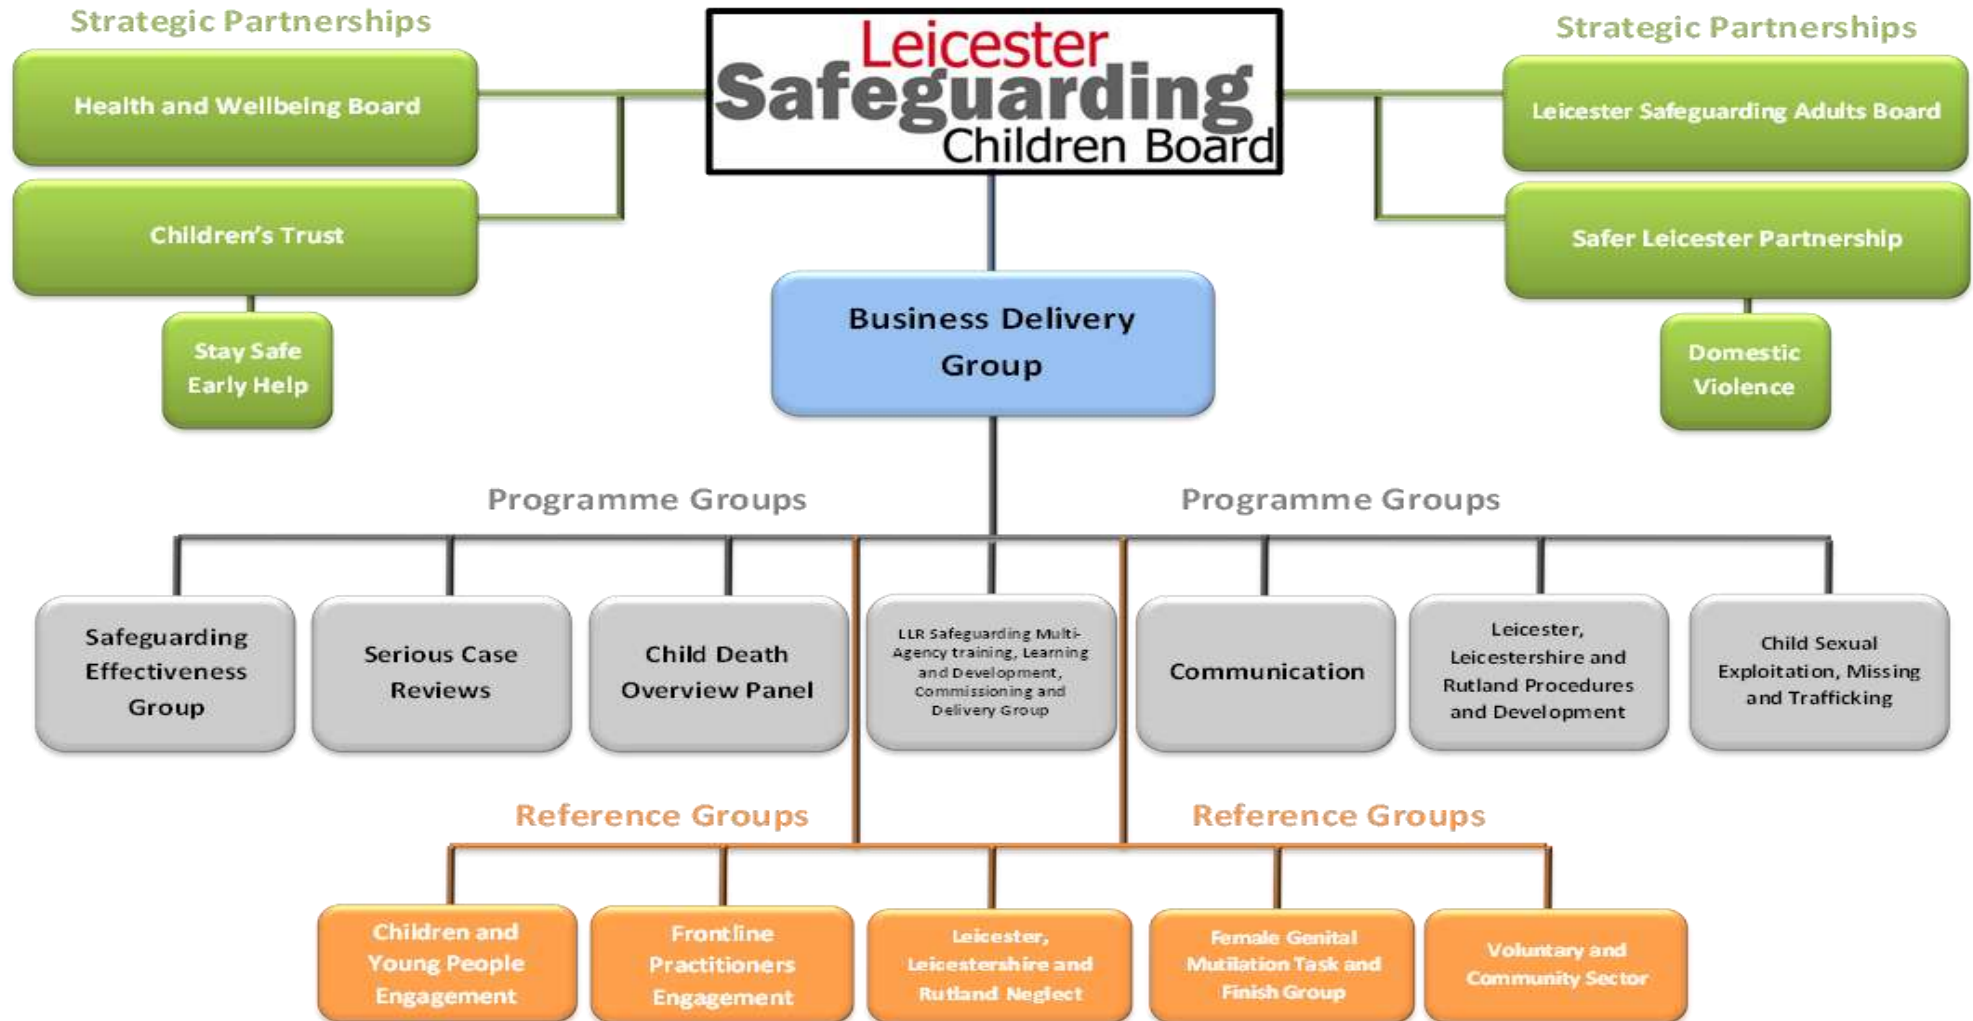 Strategic Partnerships
Health and Wellbeing Board
Children's Trust
Stay Safe
Early Help
Leicester
Safeguarding
Children Board
Strategic Partnerships
Leicester Safeguarding Adults Board
Safer Leicester Partnership
Domestic
Violence
Business Delivery
Group
Programme Groups
Programme Groups
Safeguarding
Effectiveness
Group
Serious Case
Reviews
Child Death
Overview Panel
LLR Safeguarding Multi-
Agency training, Learning
and Development,
Commissioning and
Delivery Group
Communication
Leicester,
Leicestershire and
Rutland Procedures
and Development
Child Sexual
Exploitation, Missing
and Trafficking
Reference Groups
Reference Groups
Children and
Young People
Engagement
Frontline
Practitioners
Engagement
Leicester,
Leicestershire and
Rutland Neglect
Female Genital
Mutilation Task and
Finish Group
Voluntary and
Community Sector